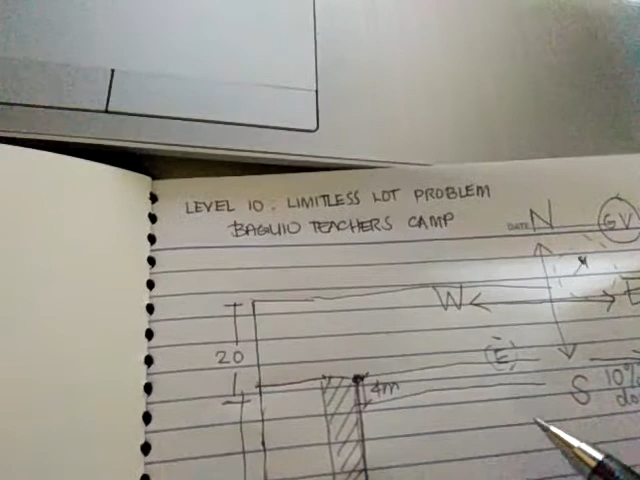 LEVEL 10: LIMITLESS LOT PROBLEM
BAGUIO TEACHERS CAMP
DATE N GV
W E
20 (E)
4m S 10%